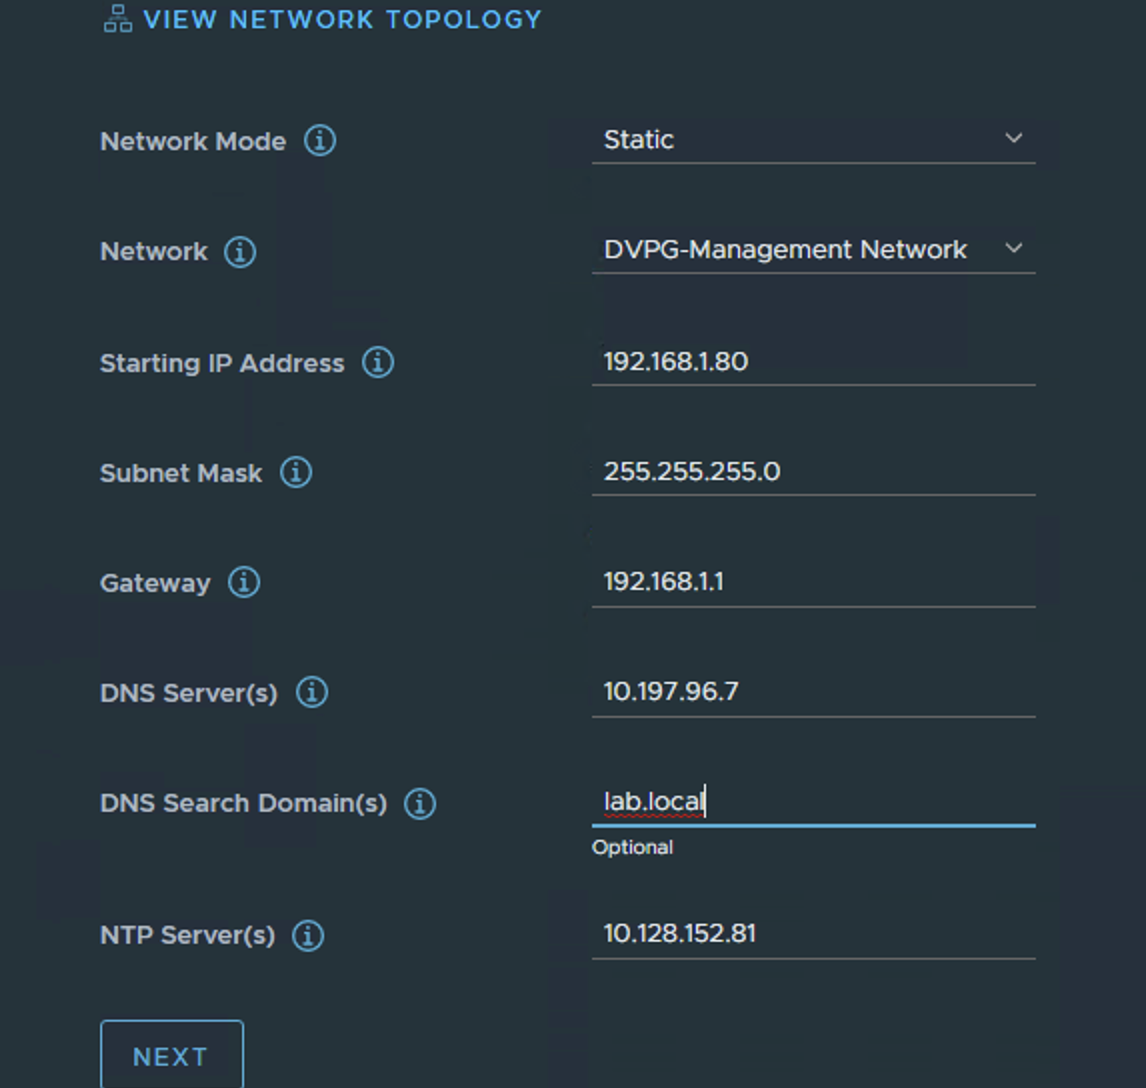 VIEW NETWORK TOPOLOGY
Network Mode Static
Network DVPG-Management Network
Starting IP Address 192.168.1.80
Subnet Mask 255.255.255.0
Gateway 192.168.1.1
DNS Server(s) 10.197.96.7
DNS Search Domain(s) lab.local
Optional
NTP Server(s) 10.128.152.81
NEXT